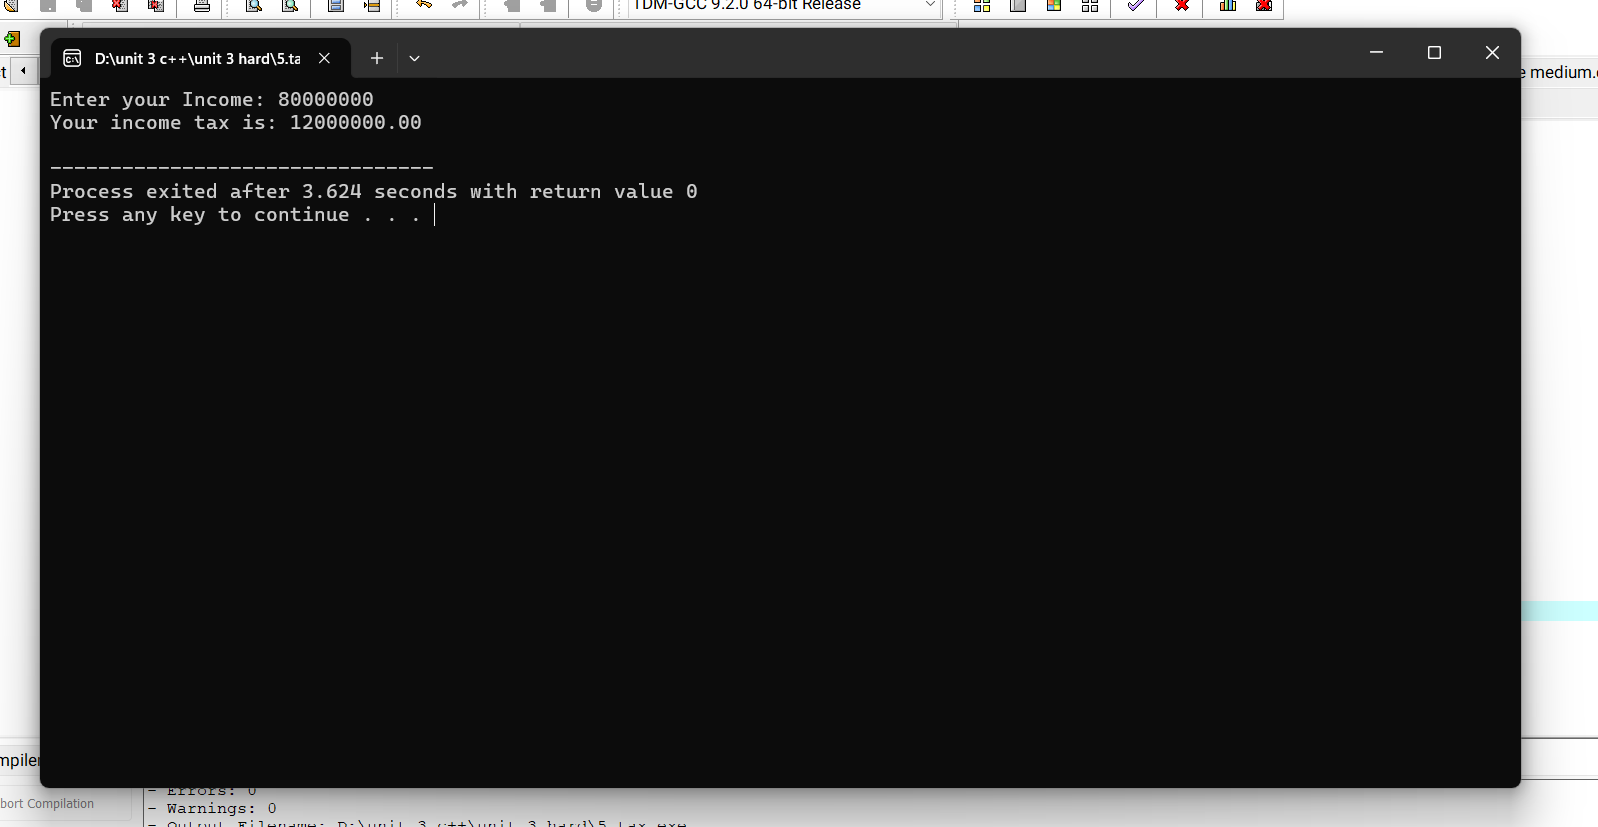 TDM-GCC 9.2.0 64-bit Release
D:\unit 3 c++\unit 3 hard\5.ta
medium.
Enter your Income: 80000000
Your income tax is: 12000000.00
--------------------------------
Process exited after 3.624 seconds with return value 0
Press any key to continue . . .
mpiler
bort Compilation
- Errors: 0
- Warnings: 0
- Output Filename: D:\unit 3 c++\unit 3 hard\5.tax.exe